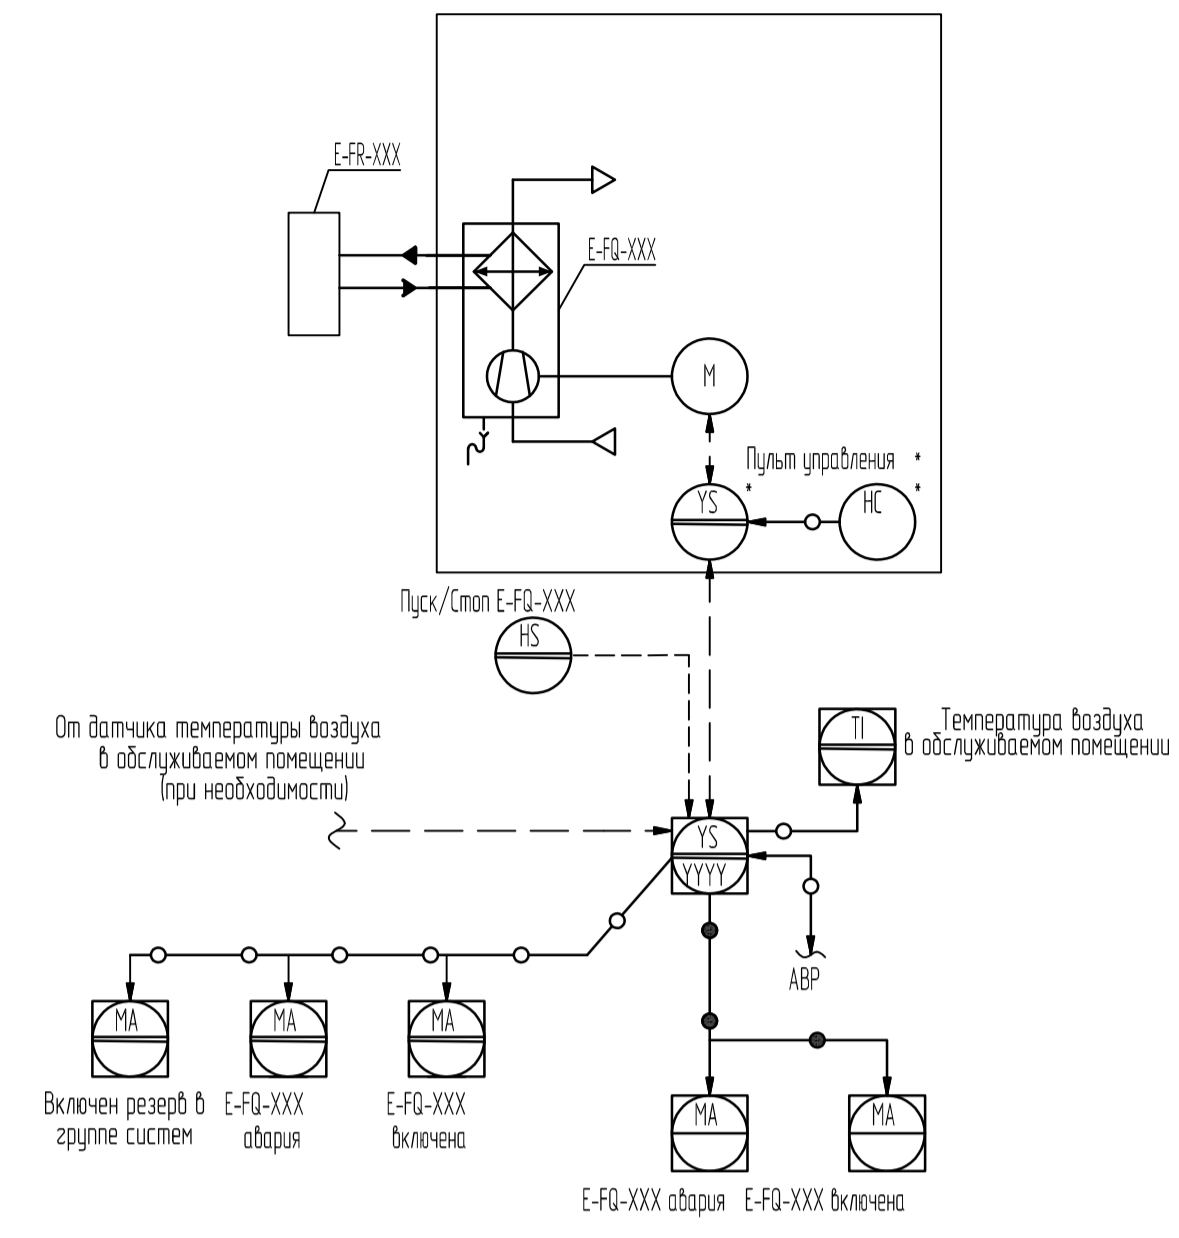 E-FR-XXX
E-FQ-XXX
M
Пульт управления *
YS
*
HC
*
Пуск/Стоп E-FQ-XXX
HS
От датчика температуры воздуха
в обслуживаемом помещении
(при необходимости)
TI
Температура воздуха
в обслуживаемом помещении
YS
YYYY
АВР
MA
MA
MA
Включен резерв в
группе систем
E-FQ-XXX
авария
E-FQ-XXX
включена
MA
MA
E-FQ-XXX авария
E-FQ-XXX включена